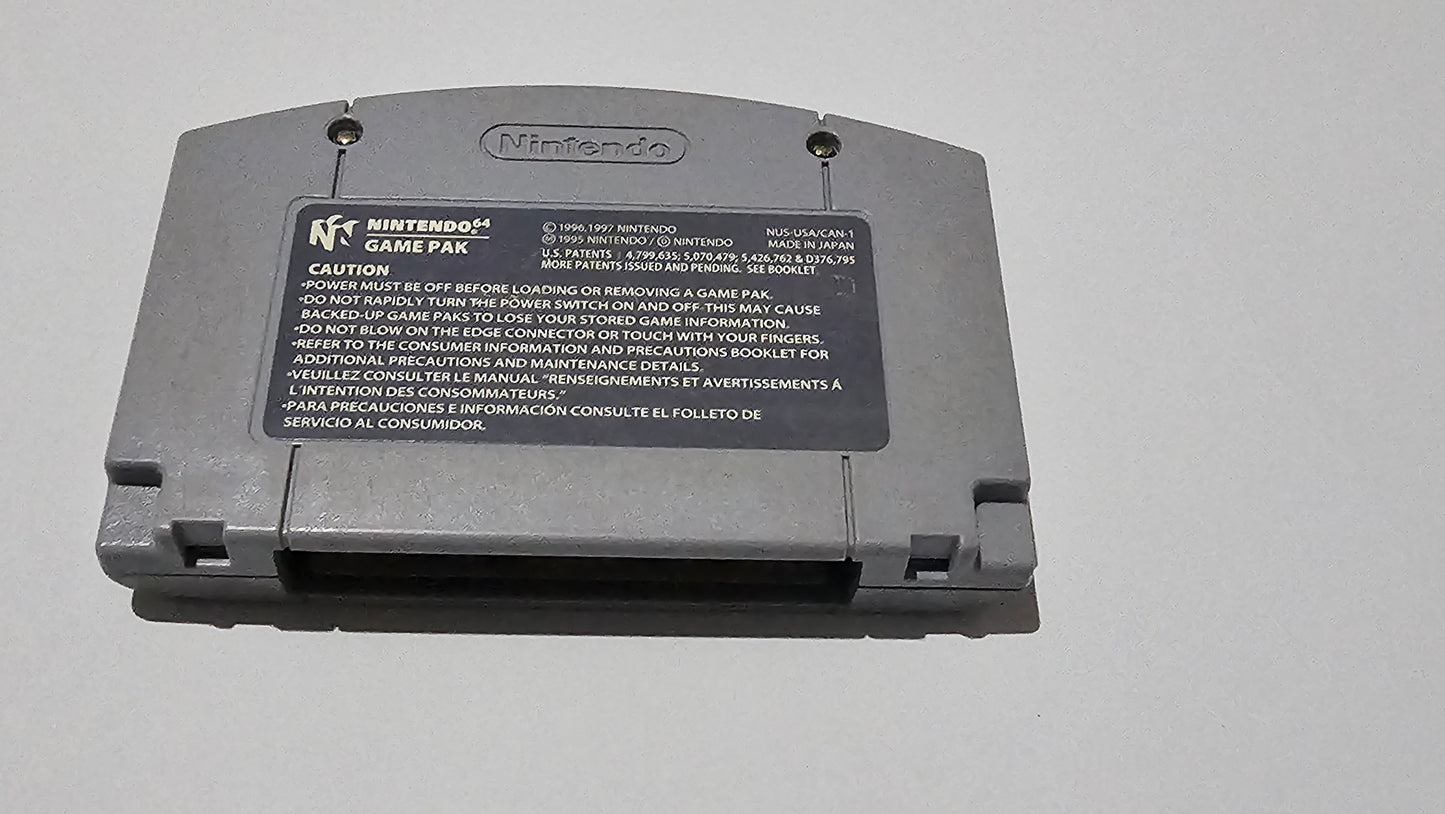 Nintendo
NINTENDO 64
GAME PAK
© 1996, 1997 NINTENDO
Ⓜ 1995 NINTENDO / Ⓖ NINTENDO
U.S. PATENTS 4,799,635; 5,070,479; 5,426,762 & D376,795
MORE PATENTS ISSUED AND PENDING. SEE BOOKLET
NUS-USA/CAN-1
MADE IN JAPAN
CAUTION
•POWER MUST BE OFF BEFORE LOADING OR REMOVING A GAME PAK.
•DO NOT RAPIDLY TURN THE POWER SWITCH ON AND OFF-THIS MAY CAUSE
BACKED-UP GAME PAKS TO LOSE YOUR STORED GAME INFORMATION.
•DO NOT BLOW ON THE EDGE CONNECTOR OR TOUCH WITH YOUR FINGERS.
•REFER TO THE CONSUMER INFORMATION AND PRECAUTIONS BOOKLET FOR
ADDITIONAL PRECAUTIONS AND MAINTENANCE DETAILS.
•VEUILLEZ CONSULTER LE MANUAL "RENSEIGNEMENTS ET AVERTISSEMENTS Á
L'INTENTION DES CONSOMMATEURS."
•PARA PRECAUCIONES E INFORMACIÓN CONSULTE EL FOLLETO DE
SERVICIO AL CONSUMIDOR.